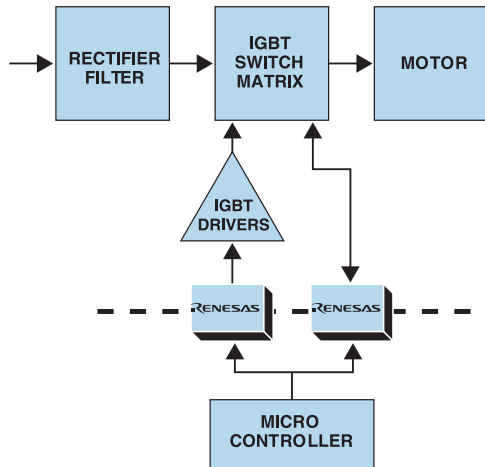 RECTIFIER
FILTER
IGBT
SWITCH
MATRIX
MOTOR
IGBT
DRIVERS
RENESAS
RENESAS
MICRO
CONTROLLER